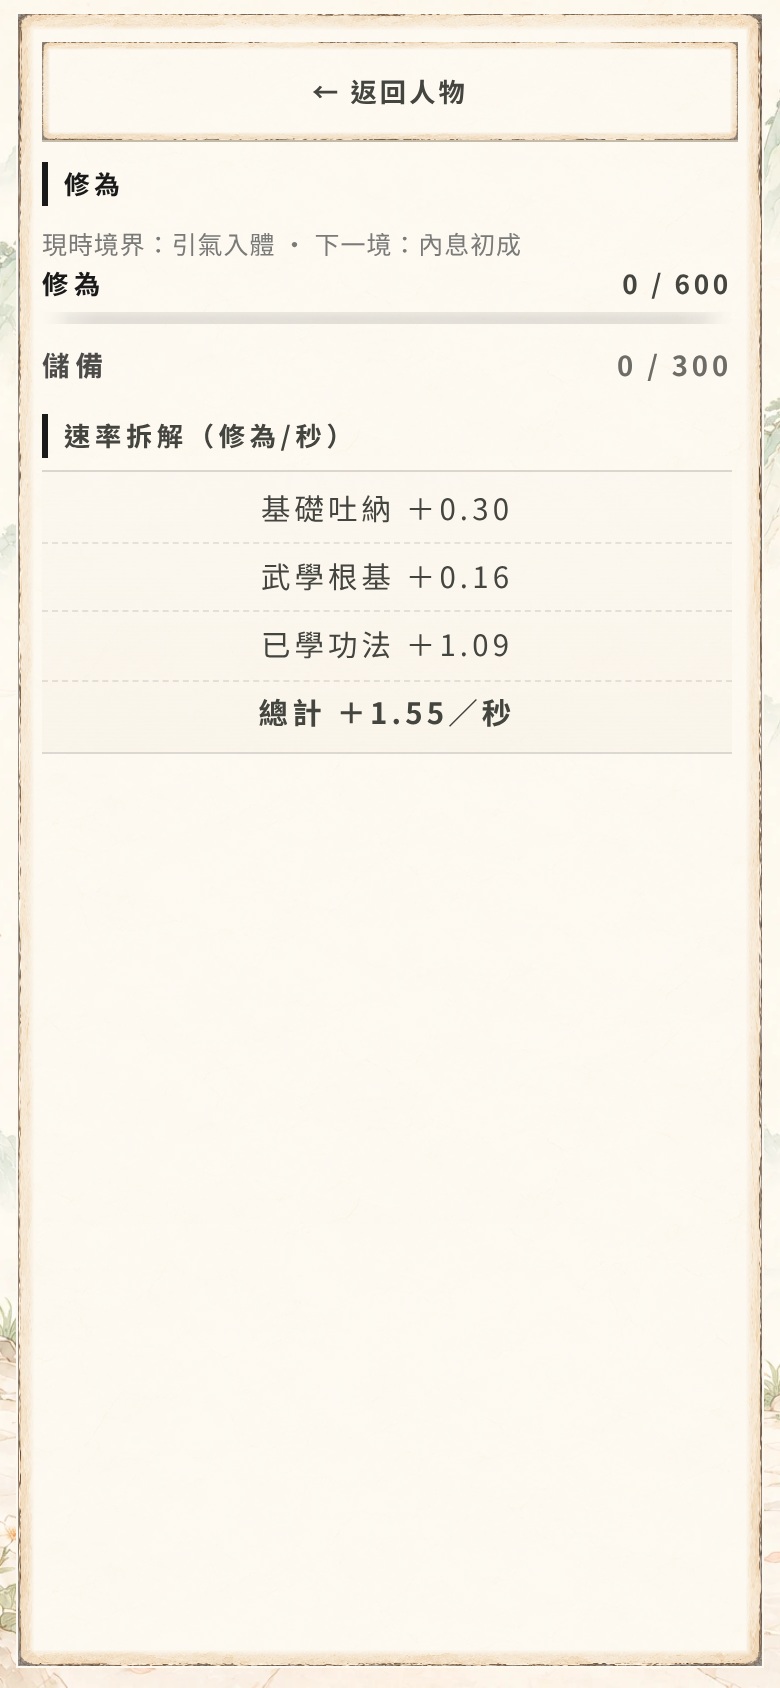 ← 返回人物
修為
現時境界：引氣入體 · 下一境：內息初成
修為 0 / 600
儲備 0 / 300
速率拆解（修為/秒）
基礎吐納 ＋0.30
武學根基 ＋0.16
已學功法 ＋1.09
總計 ＋1.55／秒